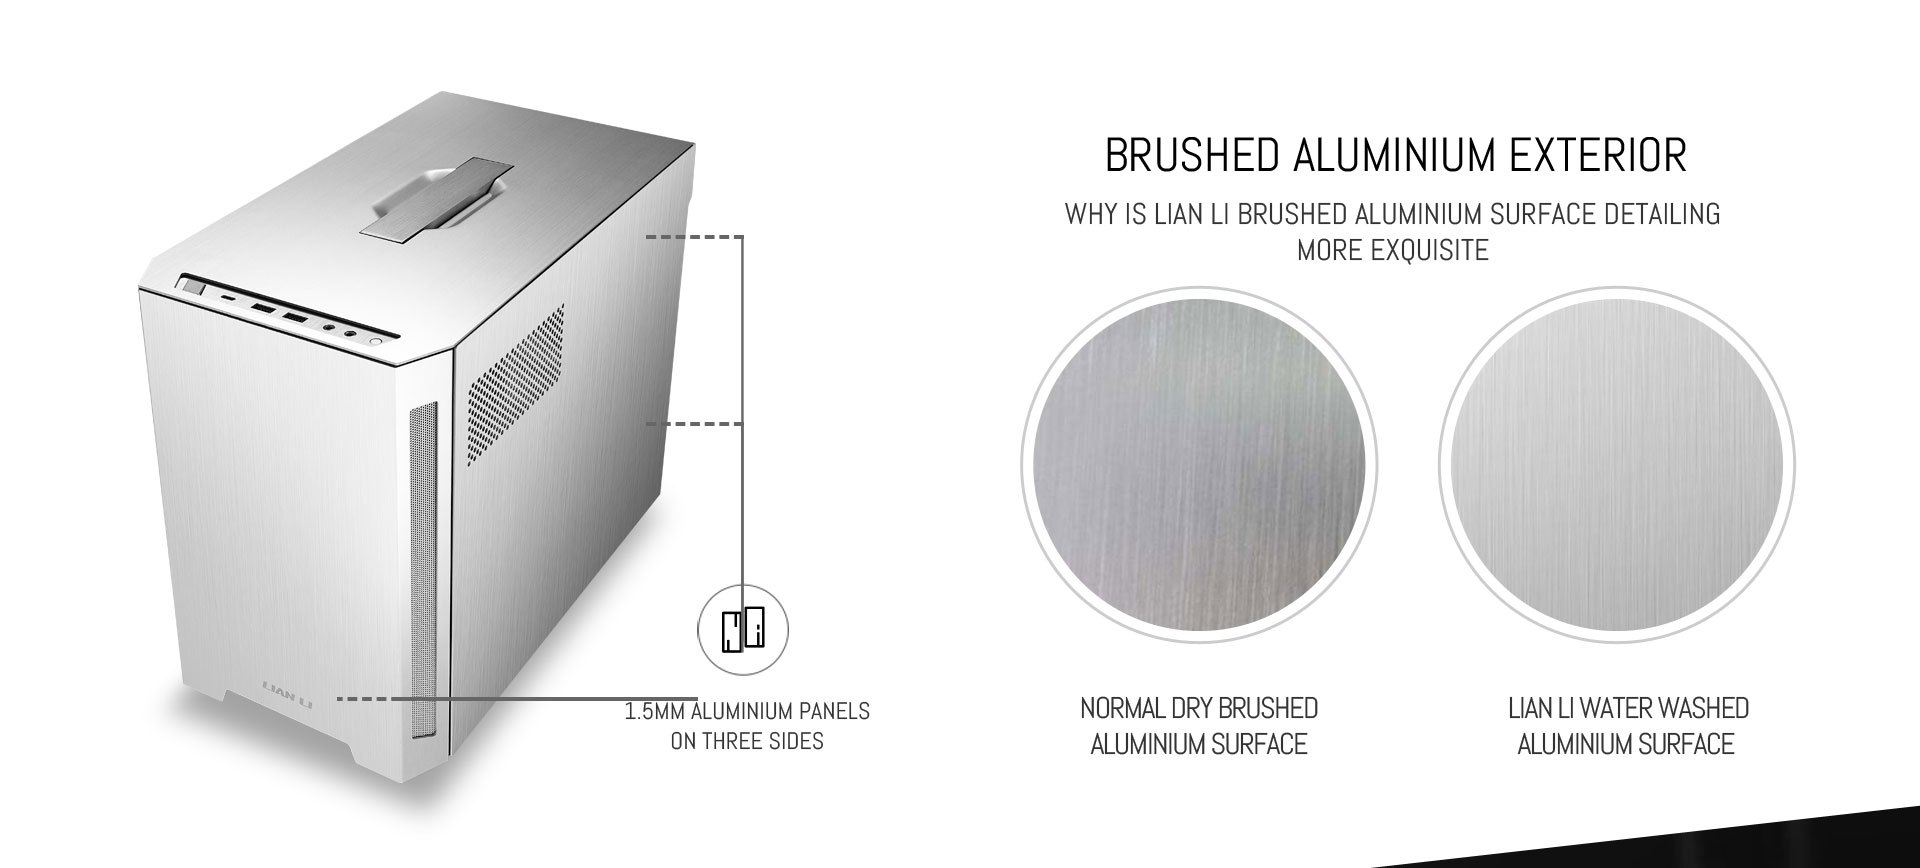 BRUSHED ALUMINIUM EXTERIOR
WHY IS LIAN LI BRUSHED ALUMINIUM SURFACE DETAILING
MORE EXQUISITE
LIAN LI
1.5MM ALUMINIUM PANELS
ON THREE SIDES
NORMAL DRY BRUSHED
ALUMINIUM SURFACE
LIAN LI WATER WASHED
ALUMINIUM SURFACE